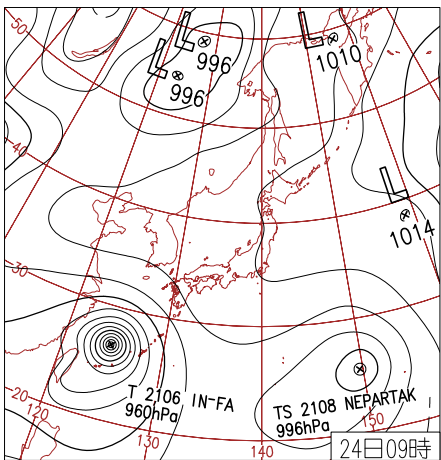 50
L
996
L
996
L
1010
40
L
1014
30
T 2106 IN-FA
960hPa
TS 2108 NEPARTAK
996hPa
20
120
130
140
150
24日09時